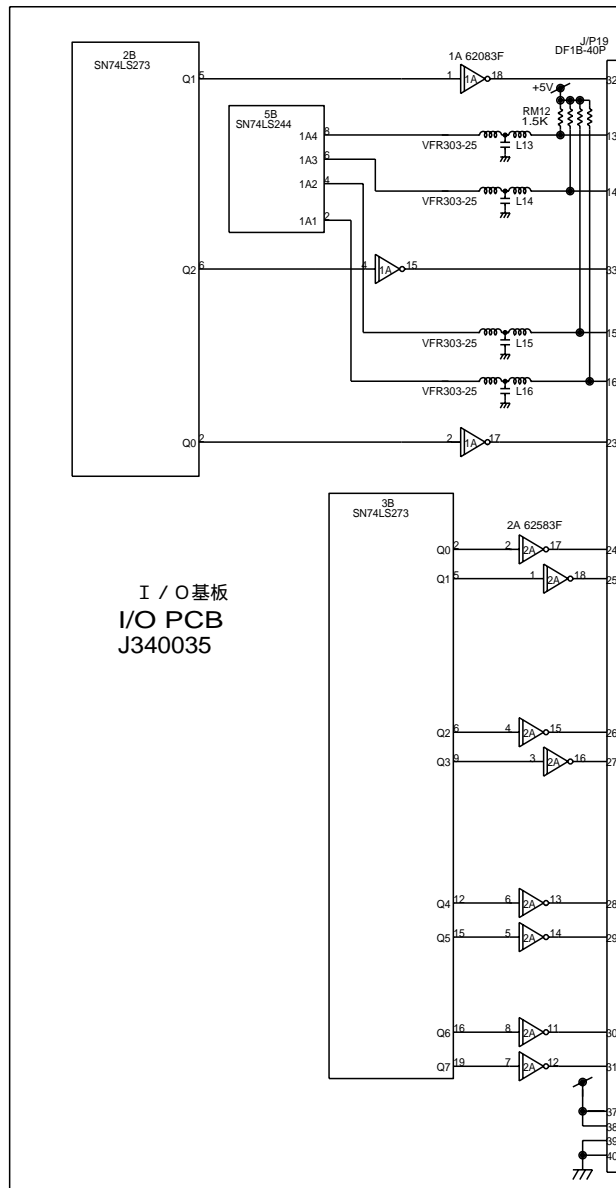 J/P19
DF1B-40P
2B
SN74LS273
1A 62083F
Q1 5 1 1A 18 32
+5V
5B
SN74LS244
RM12
1.5K
1A4 8 VFR303-25 L13 13
1A3 6
1A2 4 VFR303-25 L14 14
1A1 2
Q2 6 4 1A 15 33
VFR303-25 L15 15
VFR303-25 L16 16
Q0 2 2 1A 17 23
3B
SN74LS273
2A 62583F
Q0 2 2 2A 17 24
Q1 5 1 2A 18 25
I/O基板
I/O PCB
J340035
Q2 6 4 2A 15 26
Q3 9 3 2A 16 27
Q4 12 6 2A 13 28
Q5 15 5 2A 14 29
Q6 16 8 2A 11 30
Q7 19 7 2A 12 31
37
38
39
40